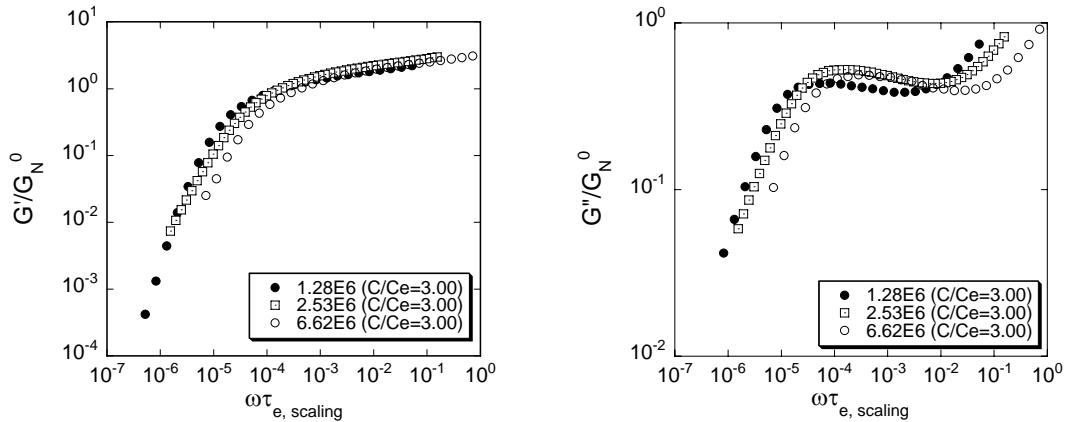 10^1
10^0
10^-1
10^-2
10^-3
10^-4
G'/G_N^0
1.28E6 (C/Ce=3.00)
2.53E6 (C/Ce=3.00)
6.62E6 (C/Ce=3.00)
10^-7 10^-6 10^-5 10^-4 10^-3 10^-2 10^-1 10^0
ωτ_e, scaling
10^0
10^-1
10^-2
G"/G_N^0
1.28E6 (C/Ce=3.00)
2.53E6 (C/Ce=3.00)
6.62E6 (C/Ce=3.00)
10^-7 10^-6 10^-5 10^-4 10^-3 10^-2 10^-1 10^0
ωτ_e, scaling